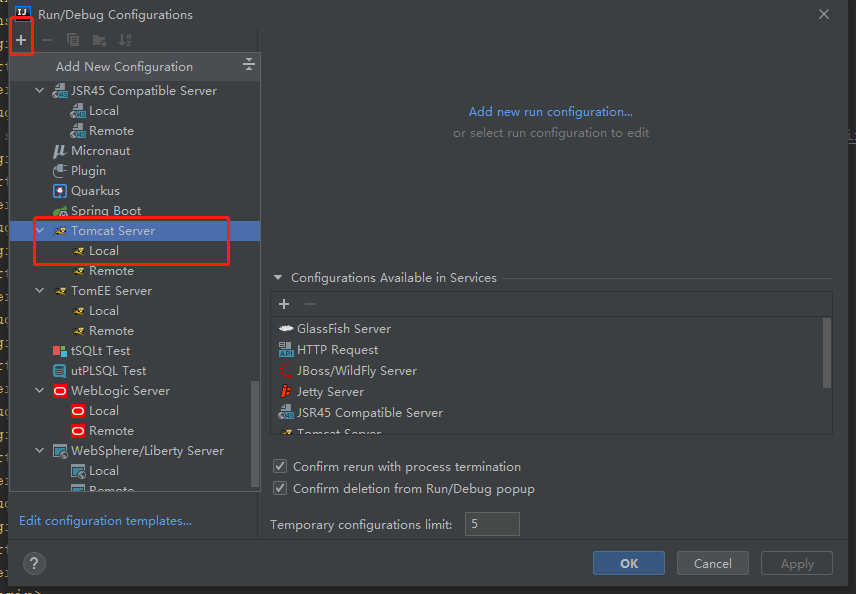 Run/Debug Configurations
Add New Configuration
JSR45 Compatible Server
Local
Remote
Micronaut
Plugin
Quarkus
Spring Boot
Tomcat Server
Local
Remote
TomEE Server
Local
Remote
tSQLt Test
utPLSQL Test
WebLogic Server
Local
Remote
WebSphere/Liberty Server
Local
Remote
Edit configuration templates...
Add new run configuration...
or select run configuration to edit
Configurations Available in Services
GlassFish Server
HTTP Request
JBoss/WildFly Server
Jetty Server
JSR45 Compatible Server
Tomcat Server
Confirm rerun with process termination
Confirm deletion from Run/Debug popup
Temporary configurations limit: 5
? OK Cancel Apply